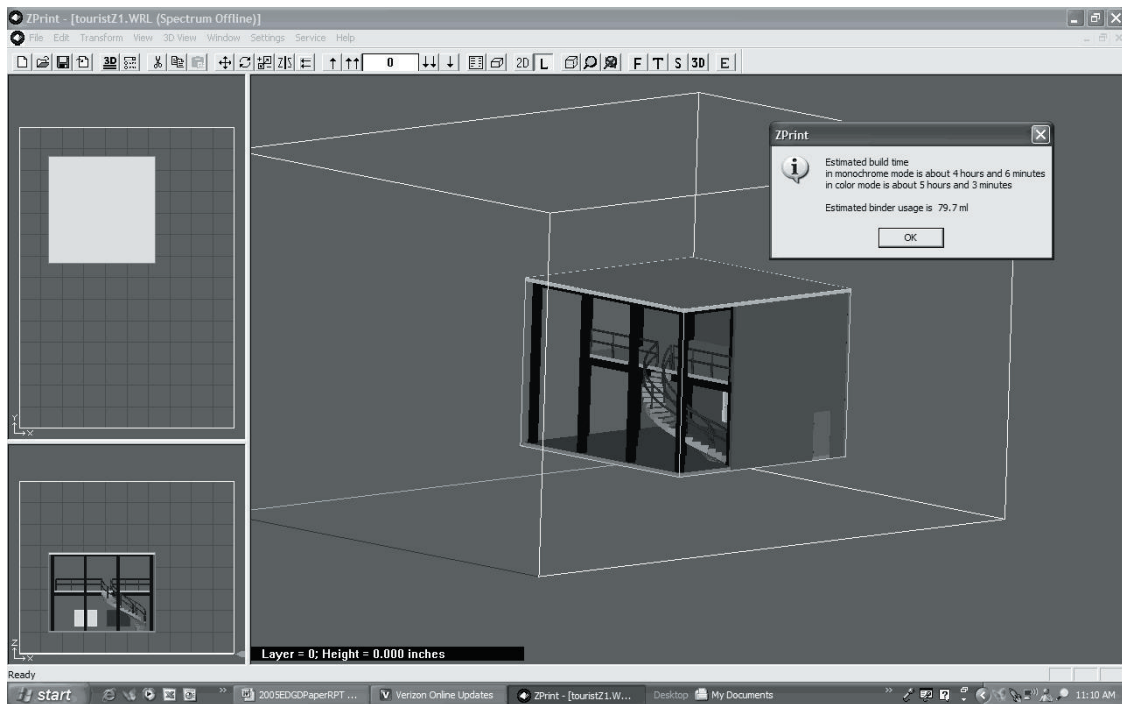 ZPrint - [touristZ1.WRL (Spectrum Offline)]
File Edit Transform View 3D View Window Settings Service Help
3D Z|S 0 2D L F T S 3D E
ZPrint
Estimated build time
in monochrome mode is about 4 hours and 6 minutes
in color mode is about 5 hours and 3 minutes
Estimated binder usage is 79.7 ml
OK
Y
X
Z
X
Layer = 0; Height = 0.000 inches
Ready
start » 2005EDGDPaperRPT ... Verizon Online Updates ZPrint - [touristZ1.W... Desktop My Documents » 11:10 AM